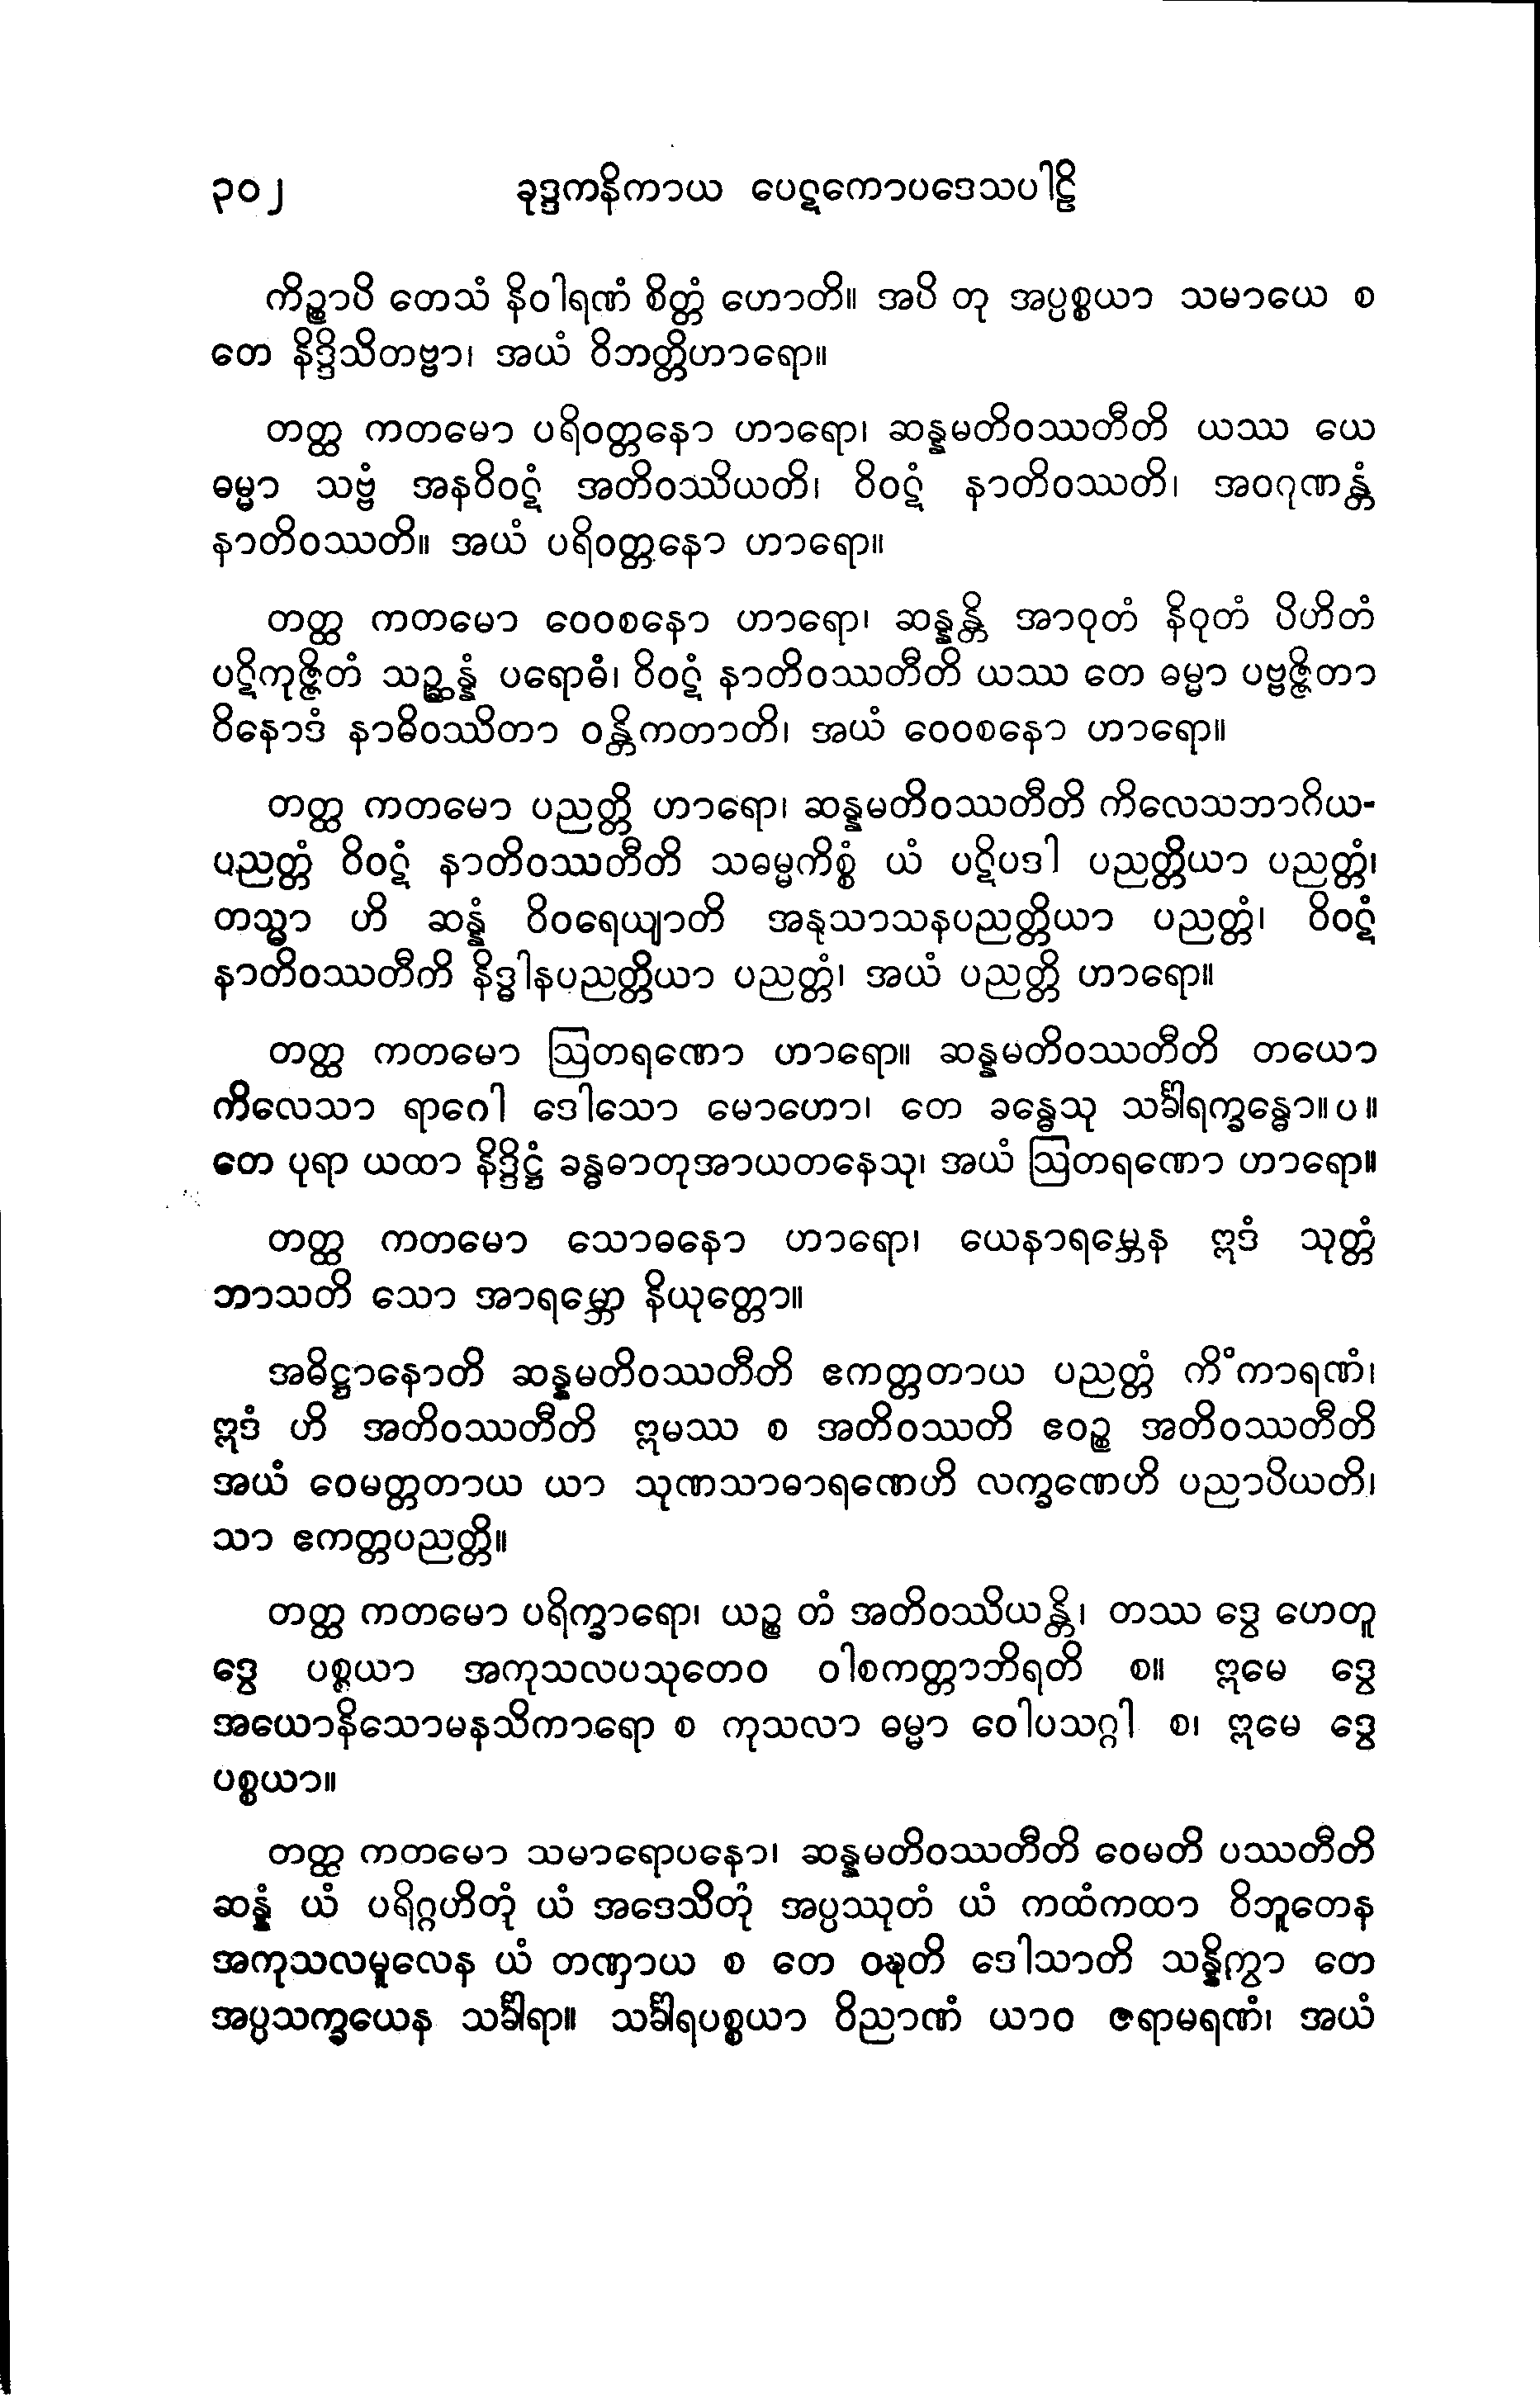 ၃၀၂ ခုဒ္ဒကနိကာယ ပေဋကောပဒေသပါဠိ
ကိဉ္စာပိ တေသံ နိဝါရဏံ စိတ္တံ ဟောတိ။ အပိ တု အပ္ပစ္စယာ သမာယေ စ
တေ နိဒ္ဒိသိတဗ္ဗာ၊ အယံ ဝိဘတ္တိဟာရော။
တတ္ထ ကတမော ပရိဝတ္တနော ဟာရော၊ ဆန္နမတိဝဿတီတိ ယဿ ယေ
ဓမ္မာ သဗ္ဗံ အနဝိဝဋံ အတိဝဿိယတိ၊ ဝိဝဋံ နာတိဝဿတိ၊ အဝဂုဏန္တံ
နာတိဝဿတိ။ အယံ ပရိဝတ္တနော ဟာရော။
တတ္ထ ကတမော ဝေဝစနော ဟာရော၊ ဆန္နန္တိ အာဝုတံ နိဝုတံ ပိဟိတံ
ပဋိကုဇ္ဇိတံ သဉ္ဆန္နံ ပရောဓံ၊ ဝိဝဋံ နာတိဝဿတီတိ ယဿ တေ ဓမ္မာ ပဗ္ဗဇ္ဇိတာ
ဝိနောဒံ နာဓိဝဿိတာ ဝန္တိကတာတိ၊ အယံ ဝေဝစနော ဟာရော။
တတ္ထ ကတမော ပညတ္တိ ဟာရော၊ ဆန္နမတိဝဿတီတိ ကိလေသဘာဂိယ-
ပညတ္တံ ဝိဝဋံ နာတိဝဿတီတိ သဓမ္မကိစ္စံ ယံ ပဋိပဒါ ပညတ္တိယာ ပညတ္တံ၊
တသ္မာ ဟိ ဆန္နံ ဝိဝရေယျာတိ အနုသာသနပညတ္တိယာ ပညတ္တံ၊ ဝိဝဋံ
နာတိဝဿတီကိ နိဒ္ဓါနပညတ္တိယာ ပညတ္တံ၊ အယံ ပညတ္တိ ဟာရော။
တတ္ထ ကတမော ဩတရဏော ဟာရော။ ဆန္နမတိဝဿတီတိ တယော
ကိလေသာ ရာဂေါ ဒေါသော မောဟော၊ တေ ခန္ဓေသု သင်္ခါရက္ခန္ဓော။ပ။
တေ ပုရာ ယထာ နိဒ္ဒိဋ္ဌံ ခန္ဓဓာတုအာယတနေသု၊ အယံ ဩတရဏော ဟာရော။
တတ္ထ ကတမော သောဓနော ဟာရော၊ ယေနာရမ္ဘေန ဣဒံ သုတ္တံ
ဘာသတိ သော အာရမ္ဘော နိယုတ္တော။
အဓိဋ္ဌာနောတိ ဆန္နမတိဝဿတီတိ ဧကတ္တတာယ ပညတ္တံ ကိံကာရဏံ၊
ဣဒံ ဟိ အတိဝဿတီတိ ဣမဿ စ အတိဝဿတိ ဧဝဉ္စ အတိဝဿတီတိ
အယံ ဝေမတ္တတာယ ယာ သုဏသာဓာရဏေဟိ လက္ခဏေဟိ ပညာပိယတိ၊
သာ ဧကတ္တပညတ္တိ။
တတ္ထ ကတမော ပရိက္ခာရော၊ ယဉ္စ တံ အတိဝဿိယန္တိ၊ တဿ ဒွေ ဟေတူ
ဒွေ ပစ္စယာ အကုသလပသုတေဝ ဝါစကတ္တာဘိရတိ စ။ ဣမေ ဒွေ
အယောနိသောမနသိကာရော စ ကုသလာ ဓမ္မာ ဝေါပသဂ္ဂါ စ၊ ဣမေ ဒွေ
ပစ္စယာ။
တတ္ထ ကတမော သမာရောပနော၊ ဆန္နမတိဝဿတီတိ ဝေမတိ ပဿတီတိ
ဆန္နံ ယံ ပရိဂ္ဂဟိတုံ ယံ အဒေသိတုံ အပ္ပဿုတံ ယံ ကထံကထာ ဝိဘူတေန
အကုသလမူလေန ယံ တဏှာယ စ တေ ဝဓုတိ ဒေါသာတိ သန္ဓိကွာ တေ
အပ္ပသက္ခယေန သင်္ခါရာ။ သင်္ခါရပစ္စယာ ဝိညာဏံ ယာဝ ဇရာမရဏံ၊ အယံ